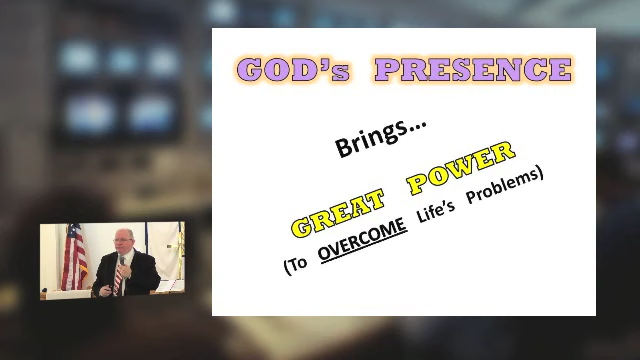 GOD's PRESENCE
Brings...
GREAT POWER
(To OVERCOME Life's Problems)